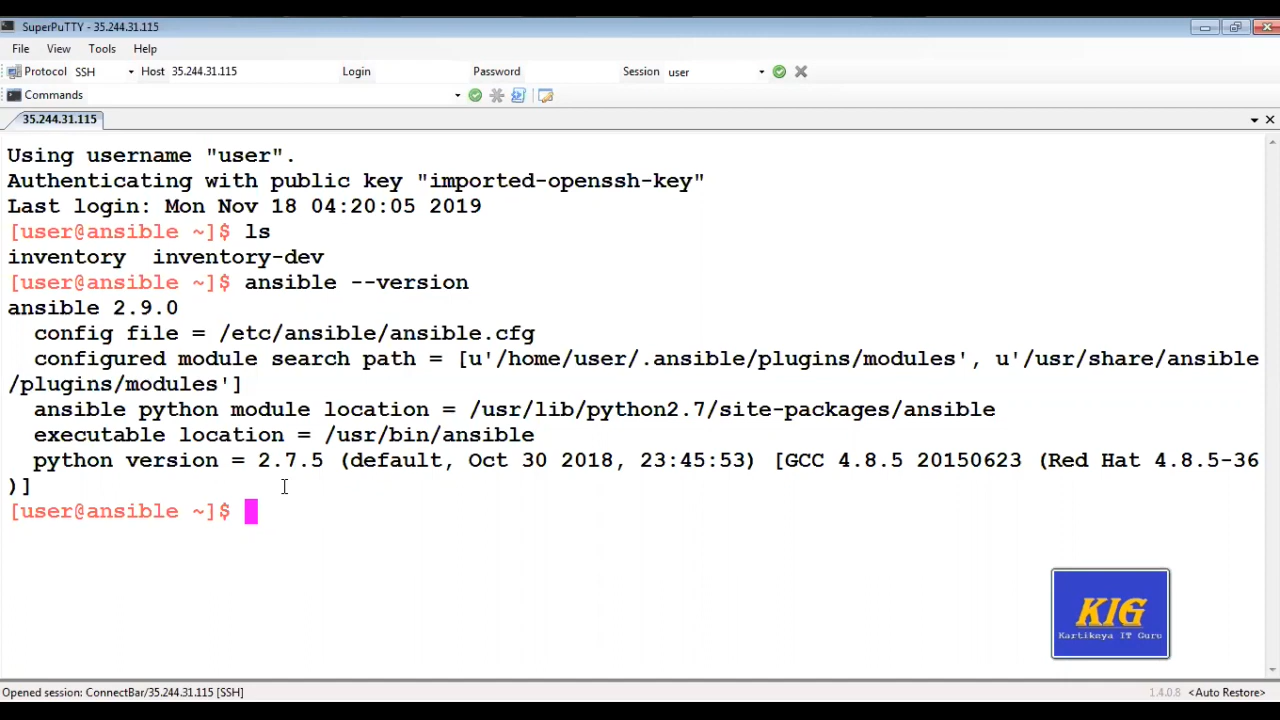 SuperPuTTY - 35.244.31.115
File View Tools Help
Protocol SSH Host 35.244.31.115 Login Password Session user
Commands
35.244.31.115
Using username "user".
Authenticating with public key "imported-openssh-key"
Last login: Mon Nov 18 04:20:05 2019
[user@ansible ~]$ ls
inventory  inventory-dev
[user@ansible ~]$ ansible --version
ansible 2.9.0
  config file = /etc/ansible/ansible.cfg
  configured module search path = [u'/home/user/.ansible/plugins/modules', u'/usr/share/ansible
/plugins/modules']
  ansible python module location = /usr/lib/python2.7/site-packages/ansible
  executable location = /usr/bin/ansible
  python version = 2.7.5 (default, Oct 30 2018, 23:45:53) [GCC 4.8.5 20150623 (Red Hat 4.8.5-36
)]
[user@ansible ~]$
KIG
Kartikeya IT Guru
Opened session: ConnectBar/35.244.31.115 [SSH] 1.4.0.8 <Auto Restore>